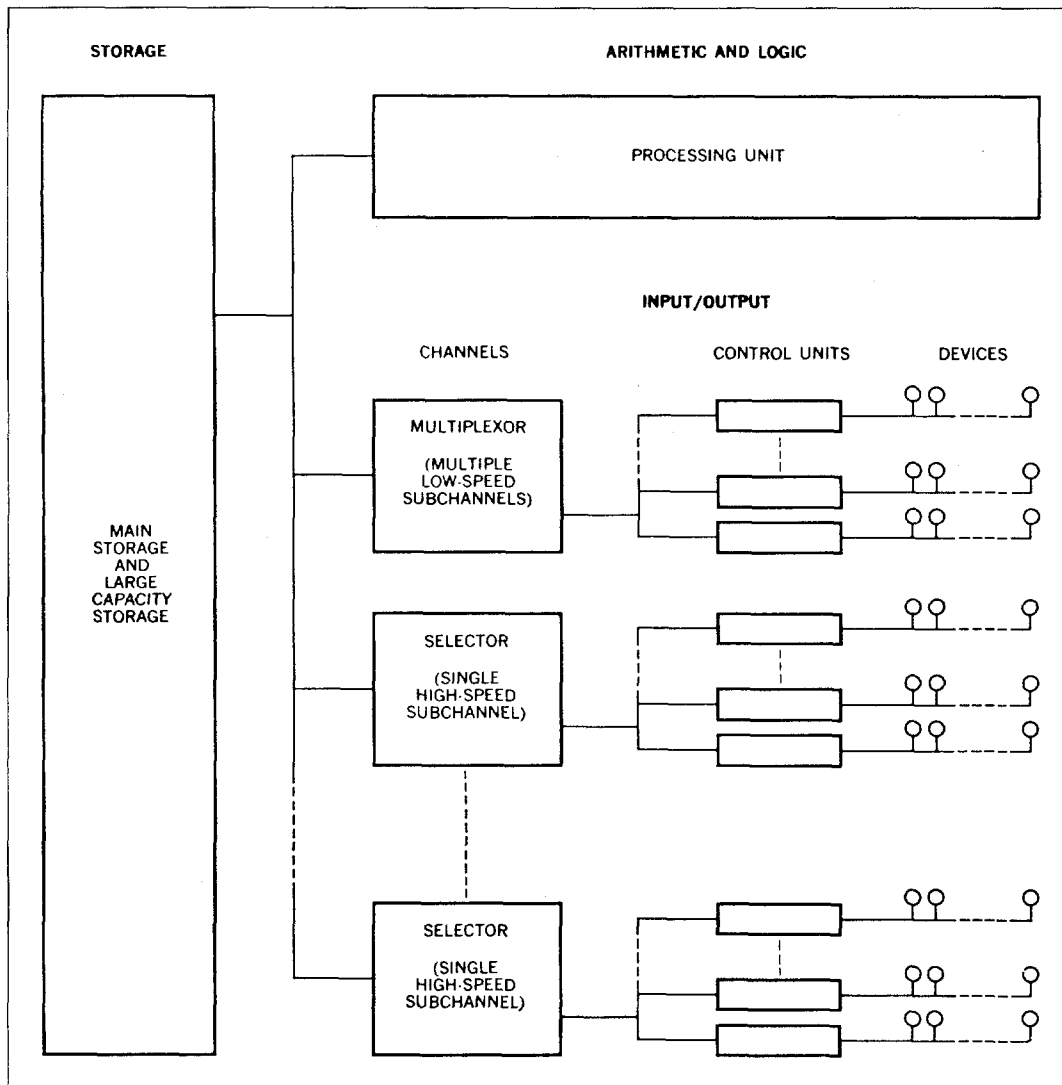 STORAGE
ARITHMETIC AND LOGIC
PROCESSING UNIT
INPUT/OUTPUT
CHANNELS
CONTROL UNITS
DEVICES
MULTIPLEXOR
(MULTIPLE
LOW-SPEED
SUBCHANNELS)
MAIN
STORAGE
AND
LARGE
CAPACITY
STORAGE
SELECTOR
(SINGLE
HIGH-SPEED
SUBCHANNEL)
SELECTOR
(SINGLE
HIGH-SPEED
SUBCHANNEL)